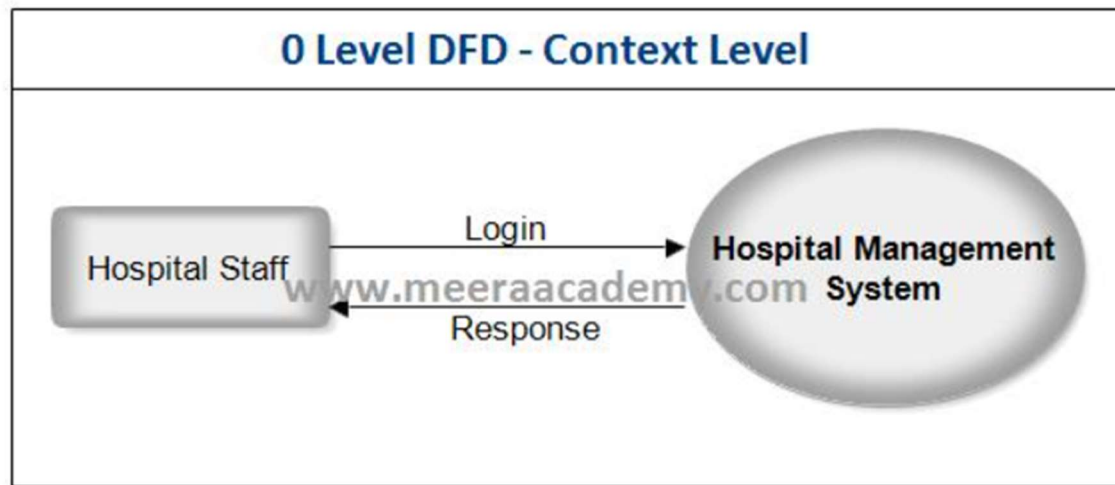 0 Level DFD - Context Level
Login
Hospital Staff
Hospital Management
System
www.meeraacademy.com
Response